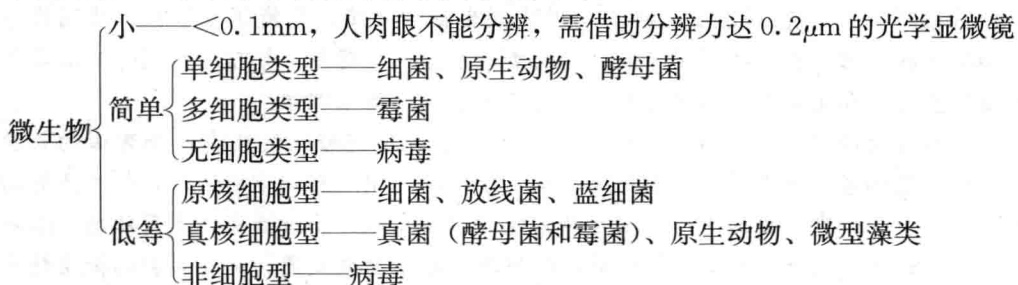 小——<0.1mm，人肉眼不能分辨，需借助分辨力达 0.2μm 的光学显微镜
单细胞类型——细菌、原生动物、酵母菌
简单 多细胞类型——霉菌
微生物
无细胞类型——病毒
原核细胞型——细菌、放线菌、蓝细菌
低等 真核细胞型——真菌（酵母菌和霉菌）、原生动物、微型藻类
非细胞型——病毒